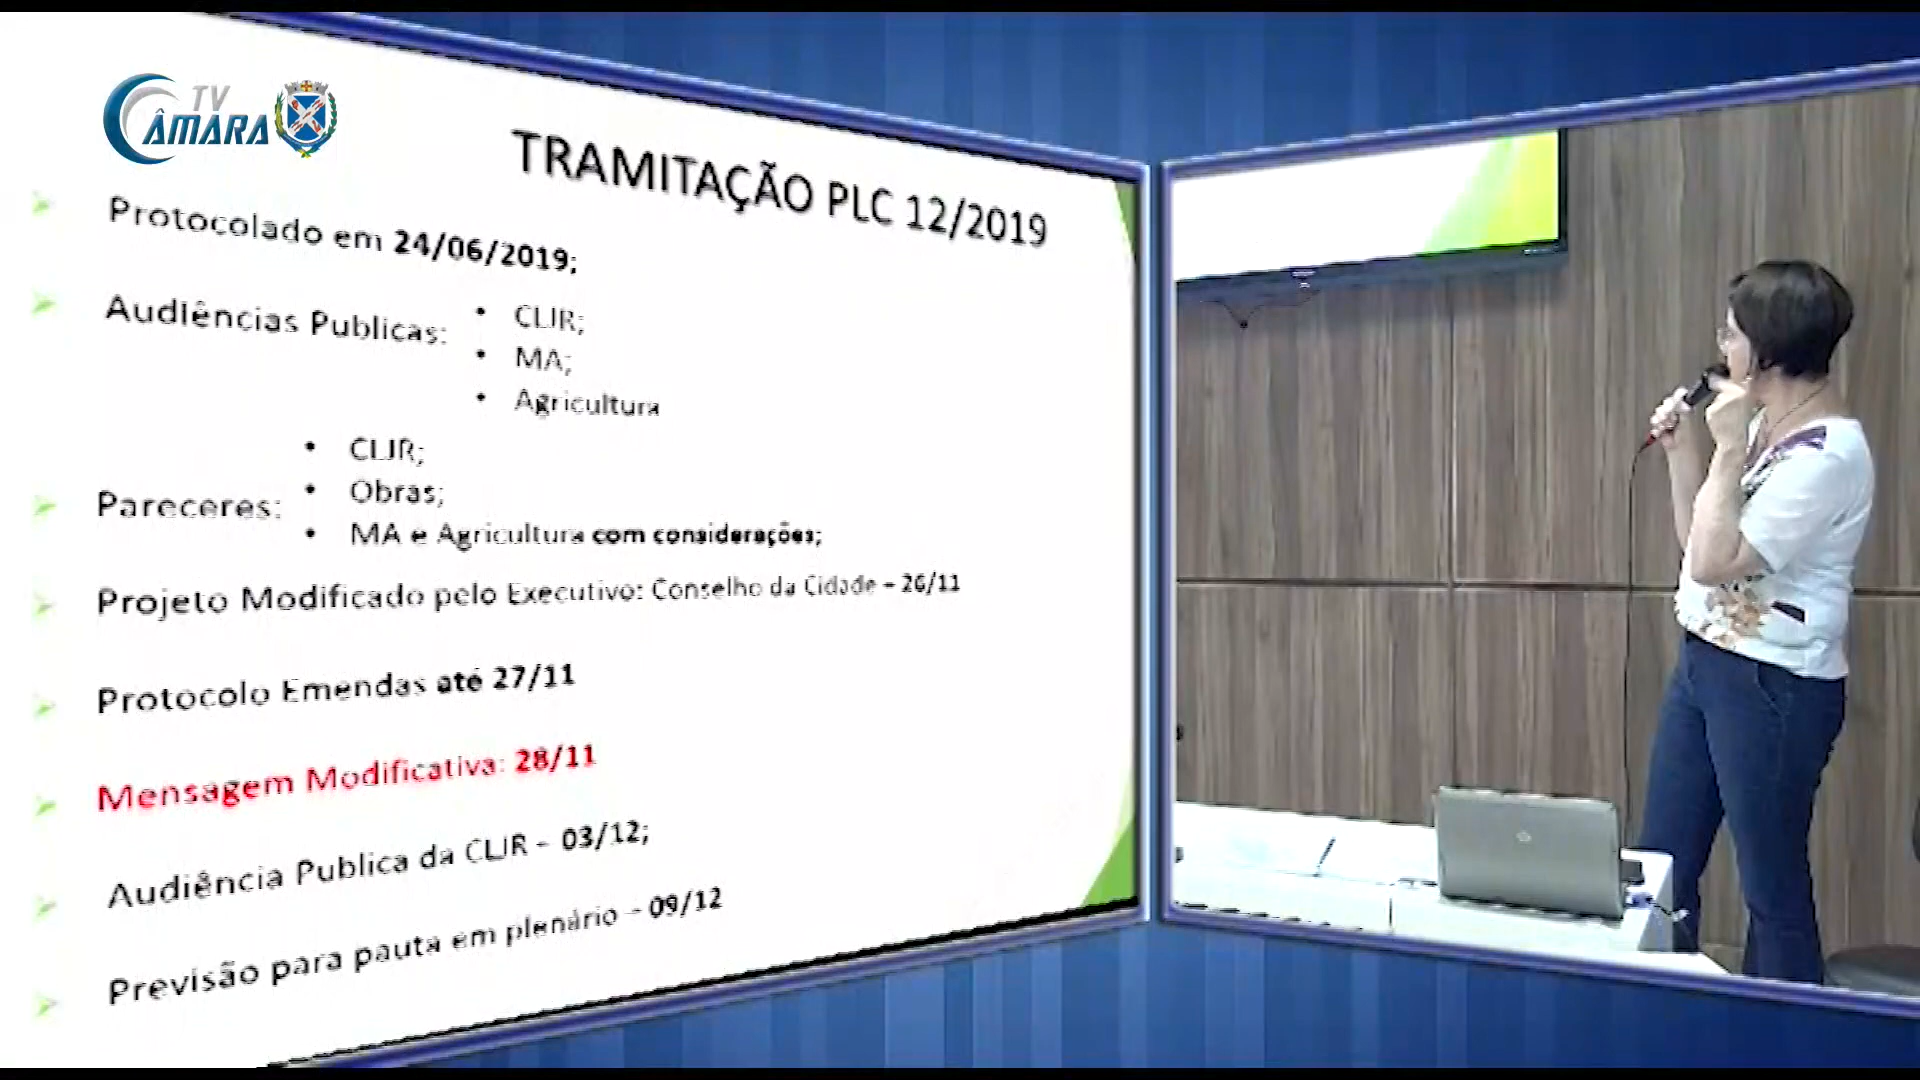 TV
CÂMARA
TRAMITAÇÃO PLC 12/2019
Protocolado em 24/06/2019;
Audiências Publicas:
• CLJR;
• MA;
• Agricultura
Pareceres:
• CLJR;
• Obras;
• MA e Agricultura com considerações;
Projeto Modificado pelo Executivo: Conselho da Cidade – 26/11
Protocolo Emendas até 27/11
Mensagem Modificativa: 28/11
Audiência Publica da CLJR – 03/12;
Previsão para pauta em plenário – 09/12